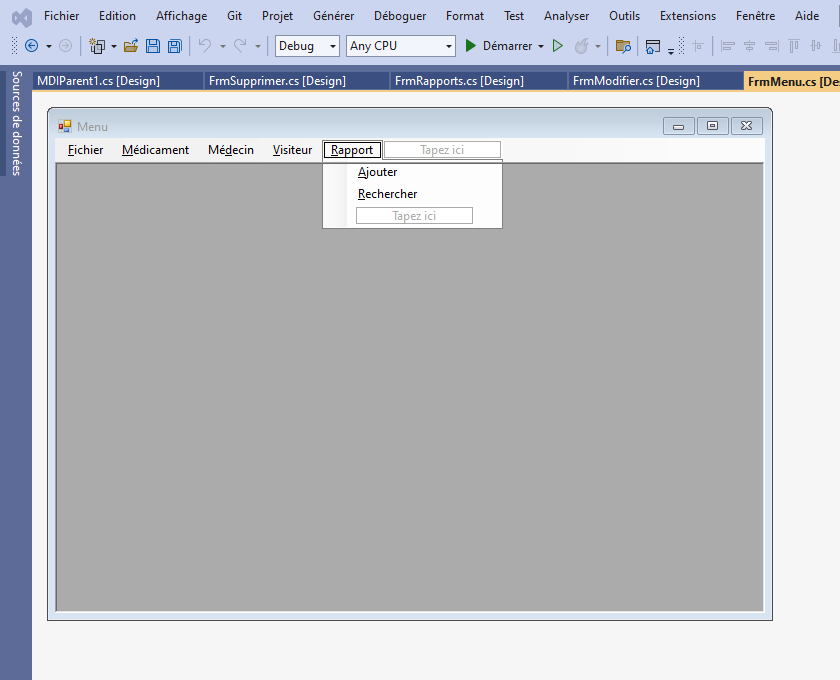 Fichier Edition Affichage Git Projet Générer Déboguer Format Test Analyser Outils Extensions Fenêtre Aide
Debug Any CPU Démarrer
MDIParent1.cs [Design] FrmSupprimer.cs [Design] FrmRapports.cs [Design] FrmModifier.cs [Design] FrmMenu.cs [De
Sources de données
Menu
Fichier Médicament Médecin Visiteur Rapport Tapez ici
Ajouter
Rechercher
Tapez ici